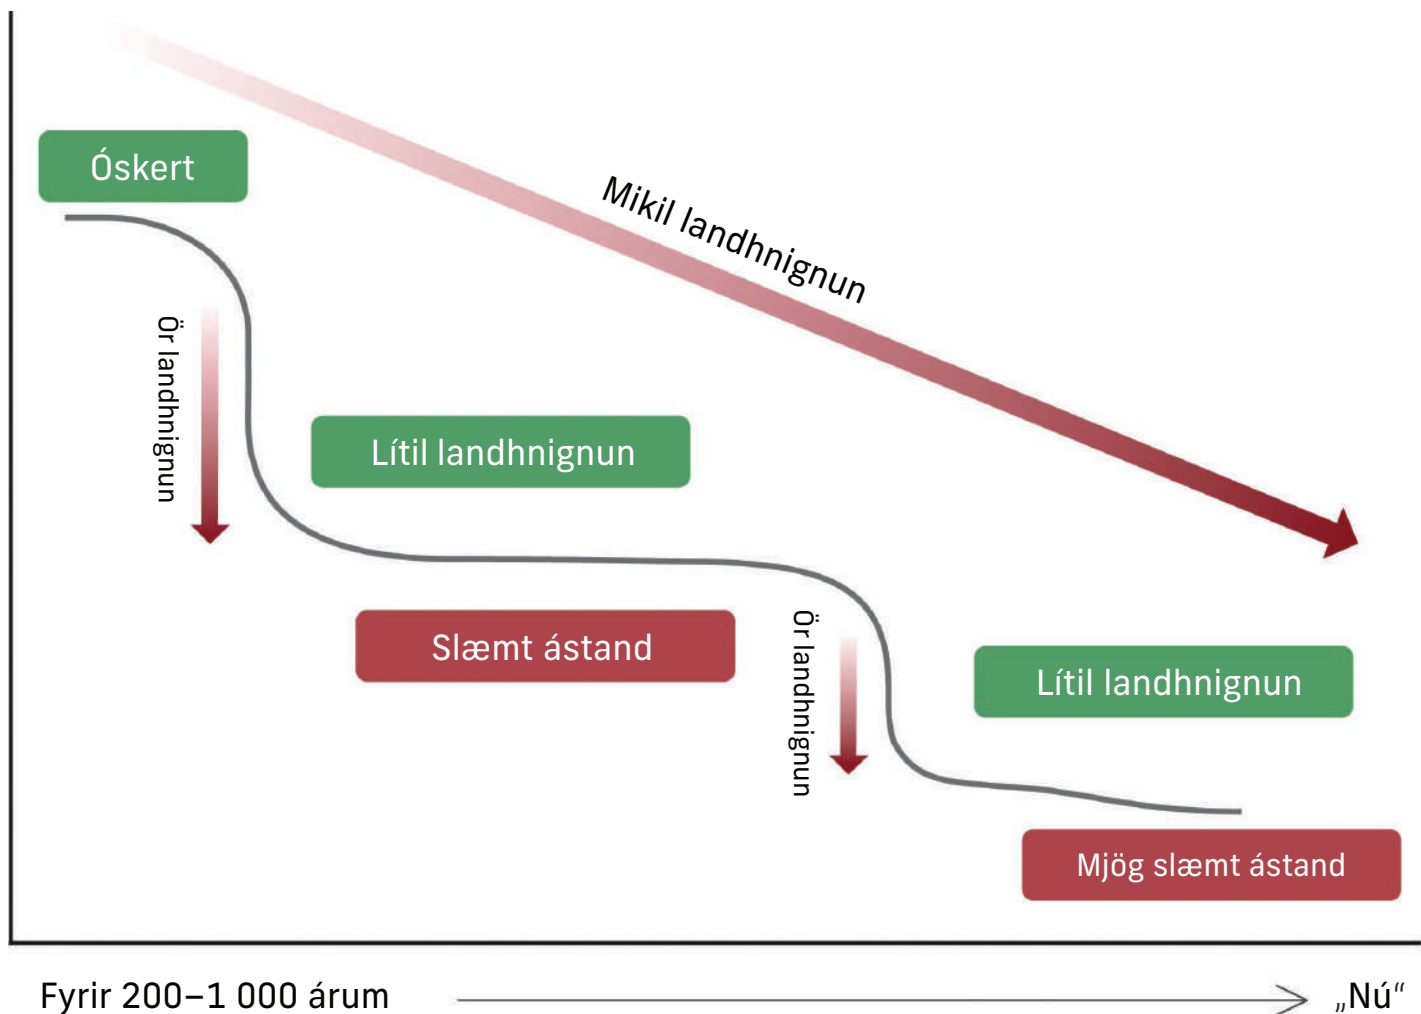 Óskert
Mikil landhnignun
Ör landhnignun
Lítil landhnignun
Slæmt ástand
Ör landhnignun
Lítil landhnignun
Mjög slæmt ástand
Fyrir 200–1 000 árum
„Nú“